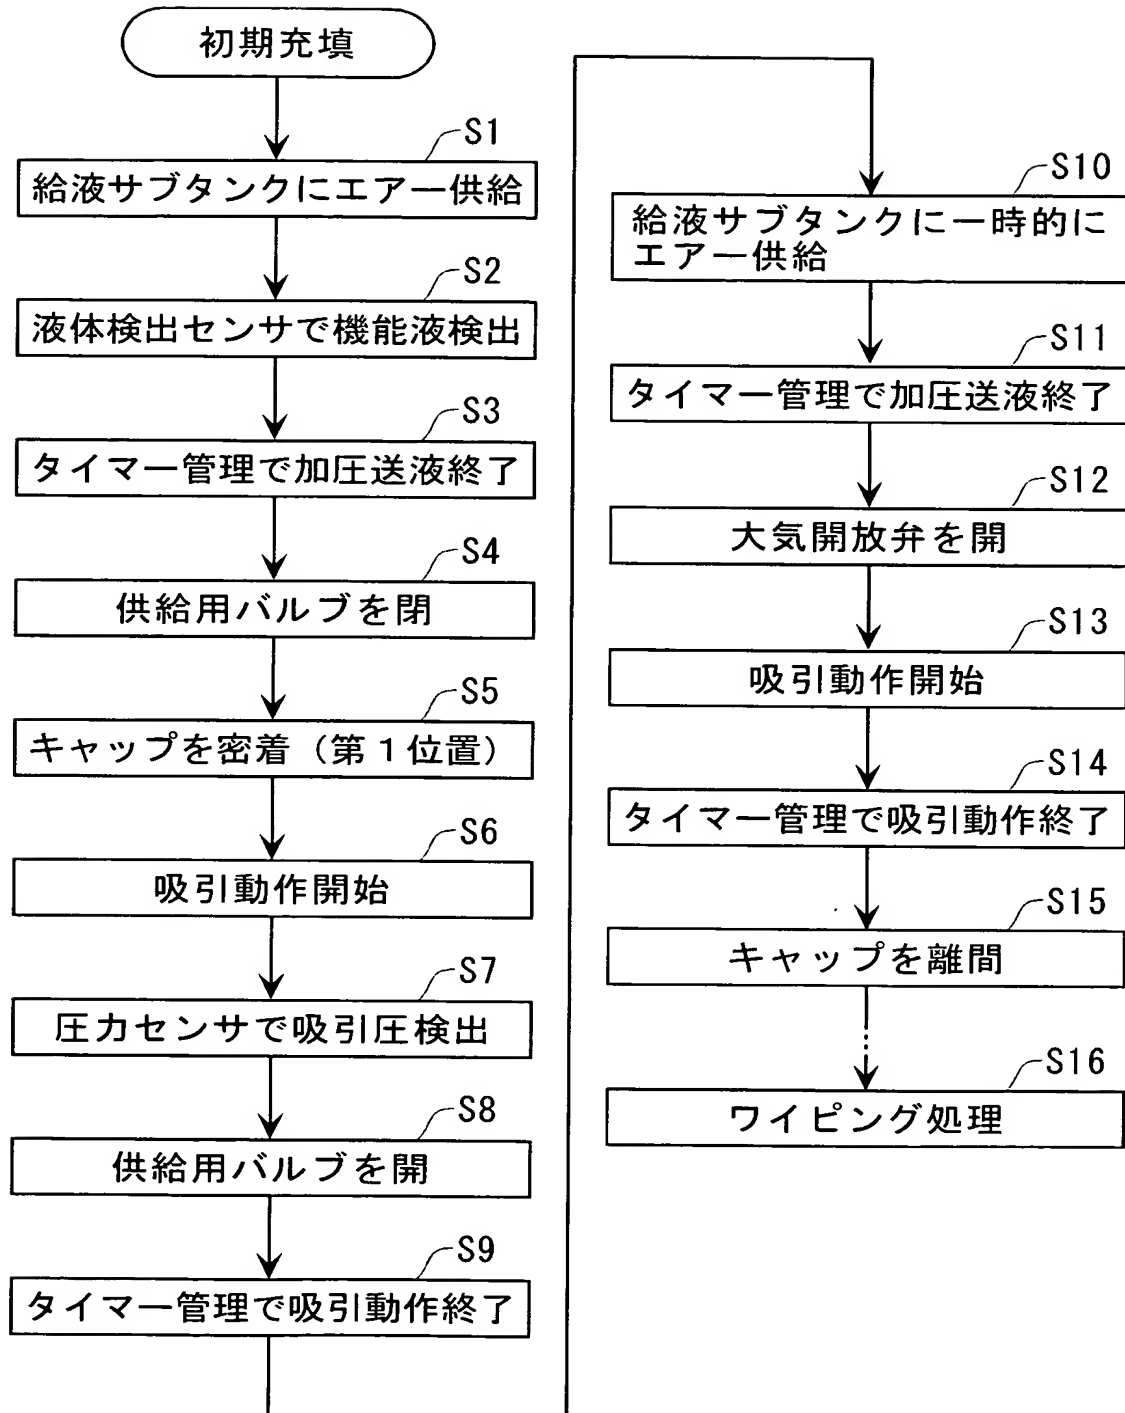 初期充填
S1
給液サブタンクにエアー供給
S2
液体検出センサで機能液検出
S3
タイマー管理で加圧送液終了
S4
供給用バルブを閉
S5
キャップを密着（第１位置）
S6
吸引動作開始
S7
圧力センサで吸引圧検出
S8
供給用バルブを開
S9
タイマー管理で吸引動作終了
S10
給液サブタンクに一時的に
エアー供給
S11
タイマー管理で加圧送液終了
S12
大気開放弁を開
S13
吸引動作開始
S14
タイマー管理で吸引動作終了
S15
キャップを離間
S16
ワイピング処理